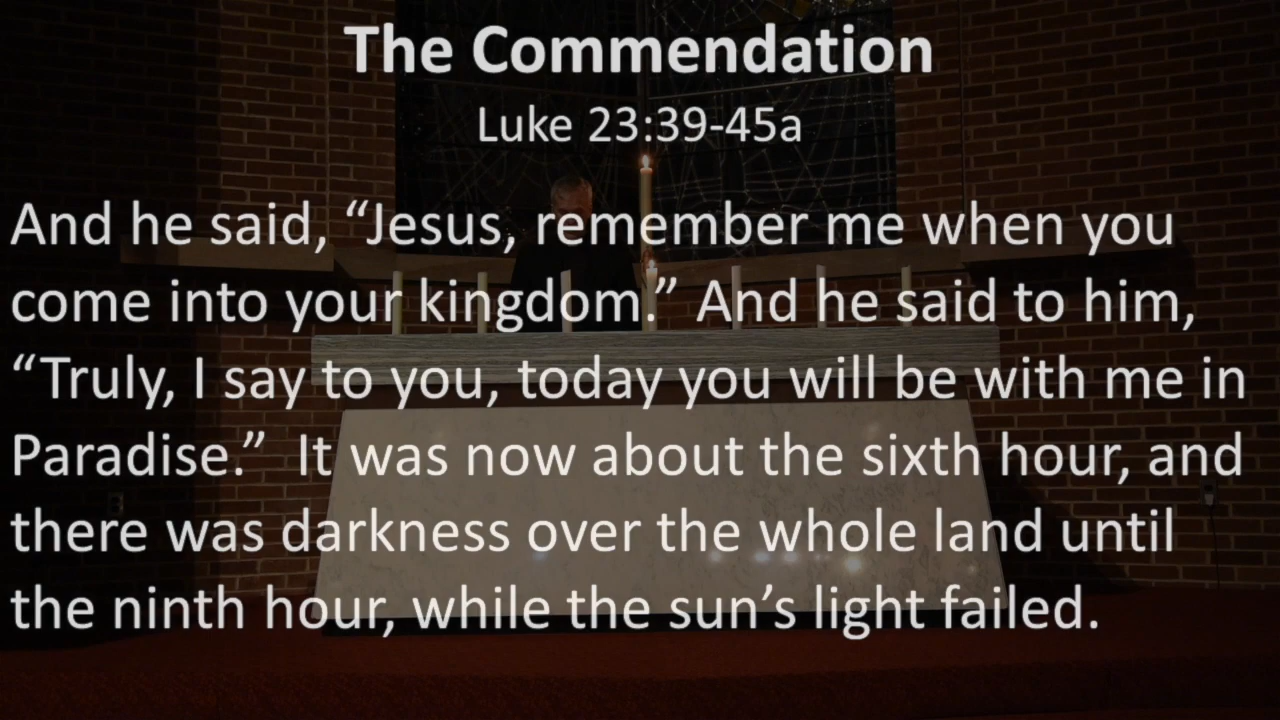 The Commendation
Luke 23:39-45a
And he said, “Jesus, remember me when you
come into your kingdom.”  And he said to him,
“Truly, I say to you, today you will be with me in
Paradise.”  It was now about the sixth hour, and
there was darkness over the whole land until
the ninth hour, while the sun’s light failed.